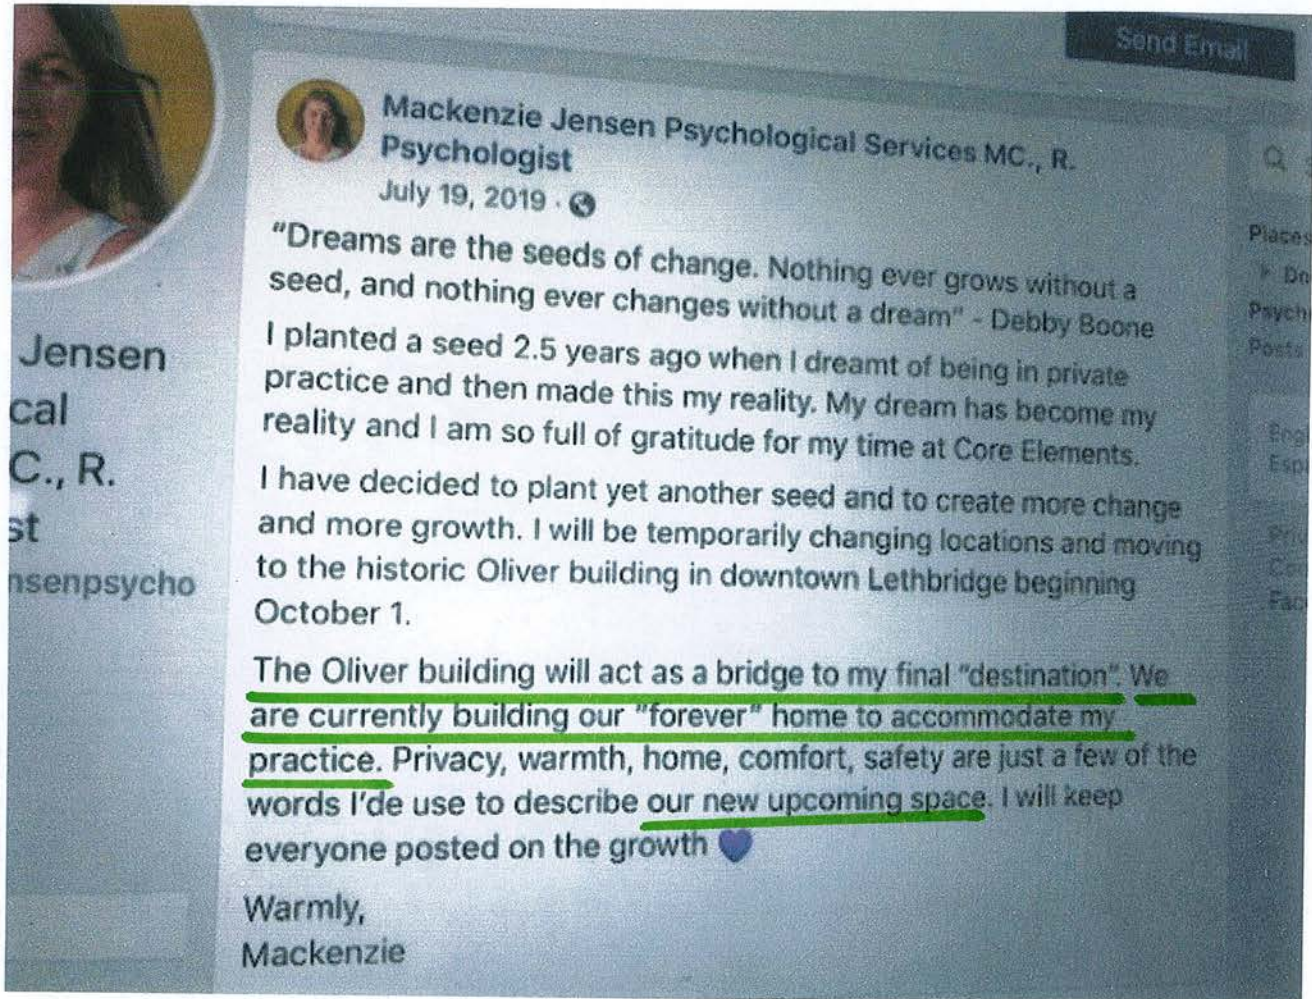 Send Email
Mackenzie Jensen Psychological Services MC., R.
Psychologist
July 19, 2019 ·
"Dreams are the seeds of change. Nothing ever grows without a
seed, and nothing ever changes without a dream" - Debby Boone
I planted a seed 2.5 years ago when I dreamt of being in private
practice and then made this my reality. My dream has become my
reality and I am so full of gratitude for my time at Core Elements.
I have decided to plant yet another seed and to create more change
and more growth. I will be temporarily changing locations and moving
to the historic Oliver building in downtown Lethbridge beginning
October 1.
The Oliver building will act as a bridge to my final "destination". We
are currently building our "forever" home to accommodate my
practice. Privacy, warmth, home, comfort, safety are just a few of the
words I'de use to describe our new upcoming space. I will keep
everyone posted on the growth 💜
Warmly,
Mackenzie
Jensen
cal
C., R.
st
nsenpsycho
Places
Psych
Posts